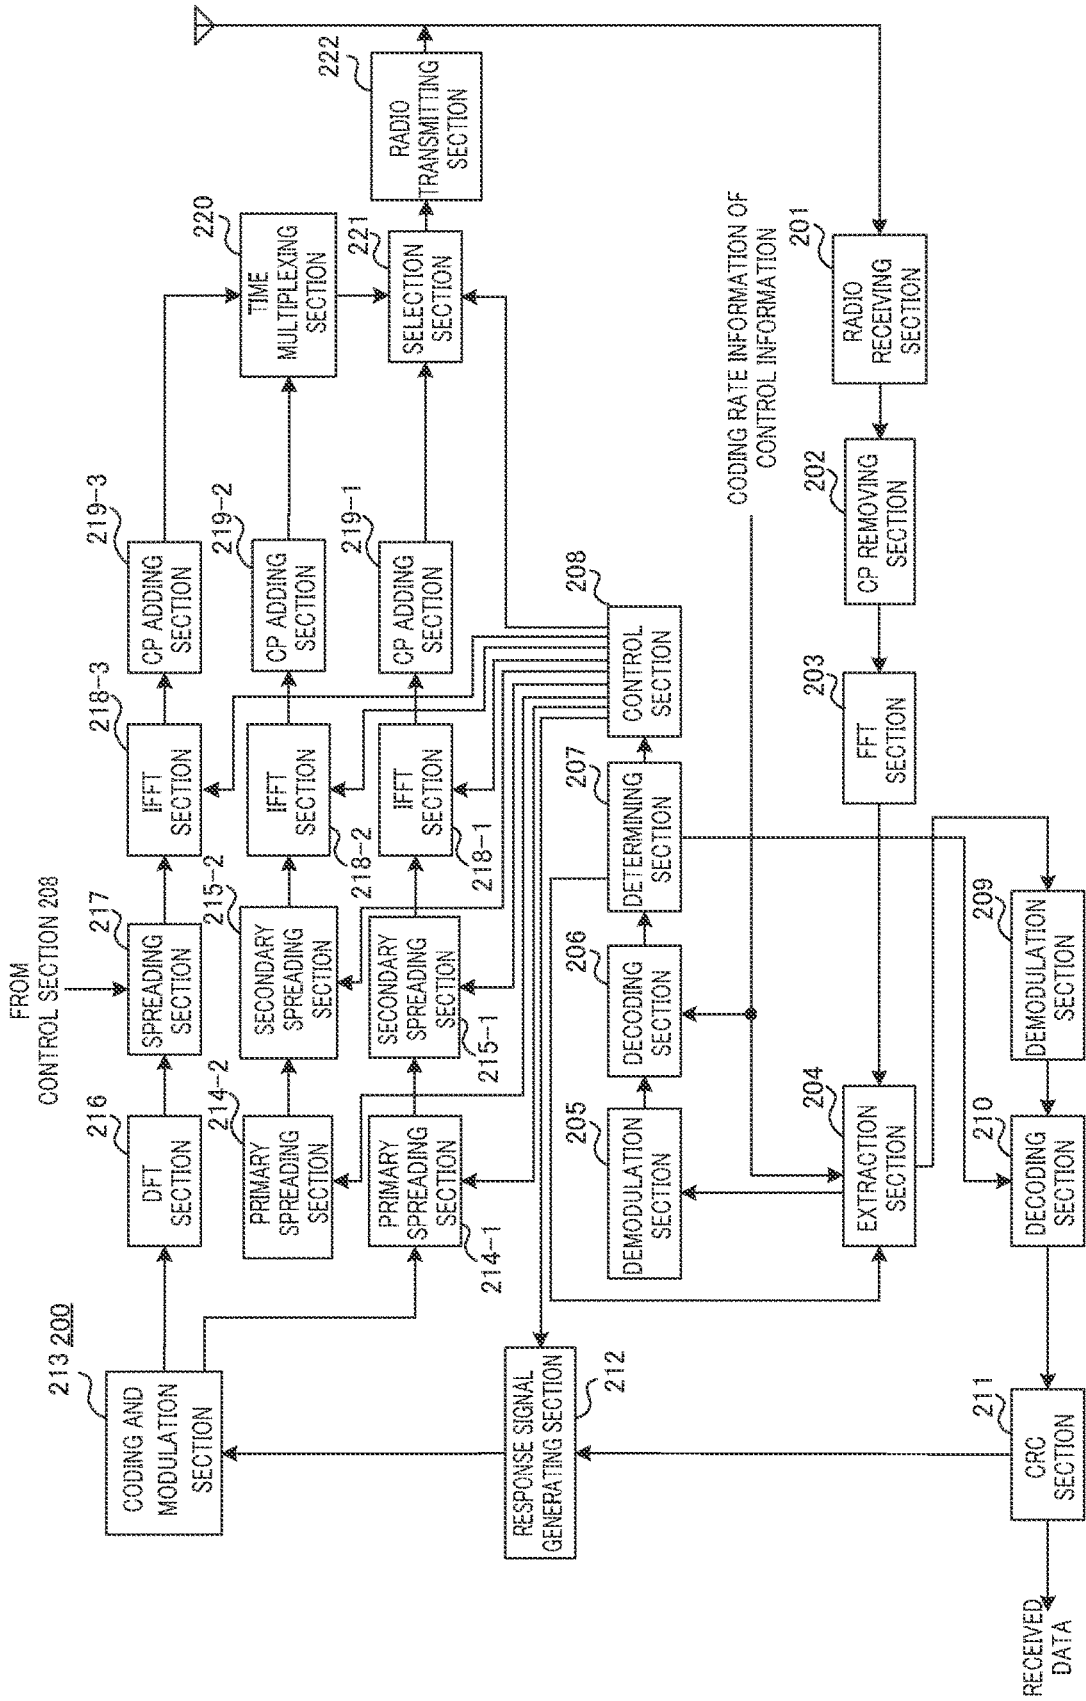 213 200
CODING AND
MODULATION
SECTION
216
DFT
SECTION
FROM
CONTROL SECTION 208
217
SPREADING
SECTION
218-3
IFFT
SECTION
219-3
CP ADDING
SECTION
220
TIME
MULTIPLEXING
SECTION
222
RADIO
TRANSMITTING
SECTION
214-2
PRIMARY
SPREADING
SECTION
215-2
SECONDARY
SPREADING
SECTION
IFFT
SECTION
218-2
219-2
CP ADDING
SECTION
221
SELECTION
SECTION
PRIMARY
SPREADING
SECTION
214-1
SECONDARY
SPREADING
SECTION
215-1
IFFT
SECTION
218-1
219-1
CP ADDING
SECTION
RESPONSE SIGNAL
GENERATING SECTION
212
205
DEMODULATION
SECTION
206
DECODING
SECTION
207
DETERMINING
SECTION
208
CONTROL
SECTION
CODING RATE INFORMATION OF
CONTROL INFORMATION
204
EXTRACTION
SECTION
203
FFT
SECTION
202
CP REMOVING
SECTION
201
RADIO
RECEIVING
SECTION
RECEIVED
DATA
211
CRC
SECTION
210
DECODING
SECTION
209
DEMODULATION
SECTION